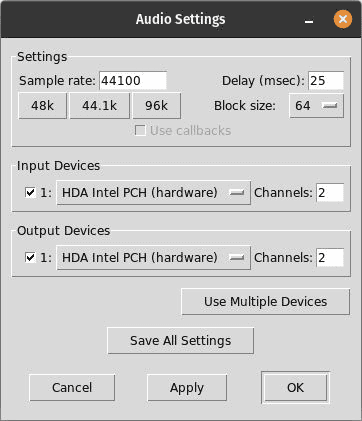 Audio Settings
Settings
Sample rate: 44100 Delay (msec): 25
48k 44.1k 96k Block size: 64
Use callbacks
Input Devices
1: HDA Intel PCH (hardware) Channels: 2
Output Devices
1: HDA Intel PCH (hardware) Channels: 2
Use Multiple Devices
Save All Settings
Cancel Apply OK